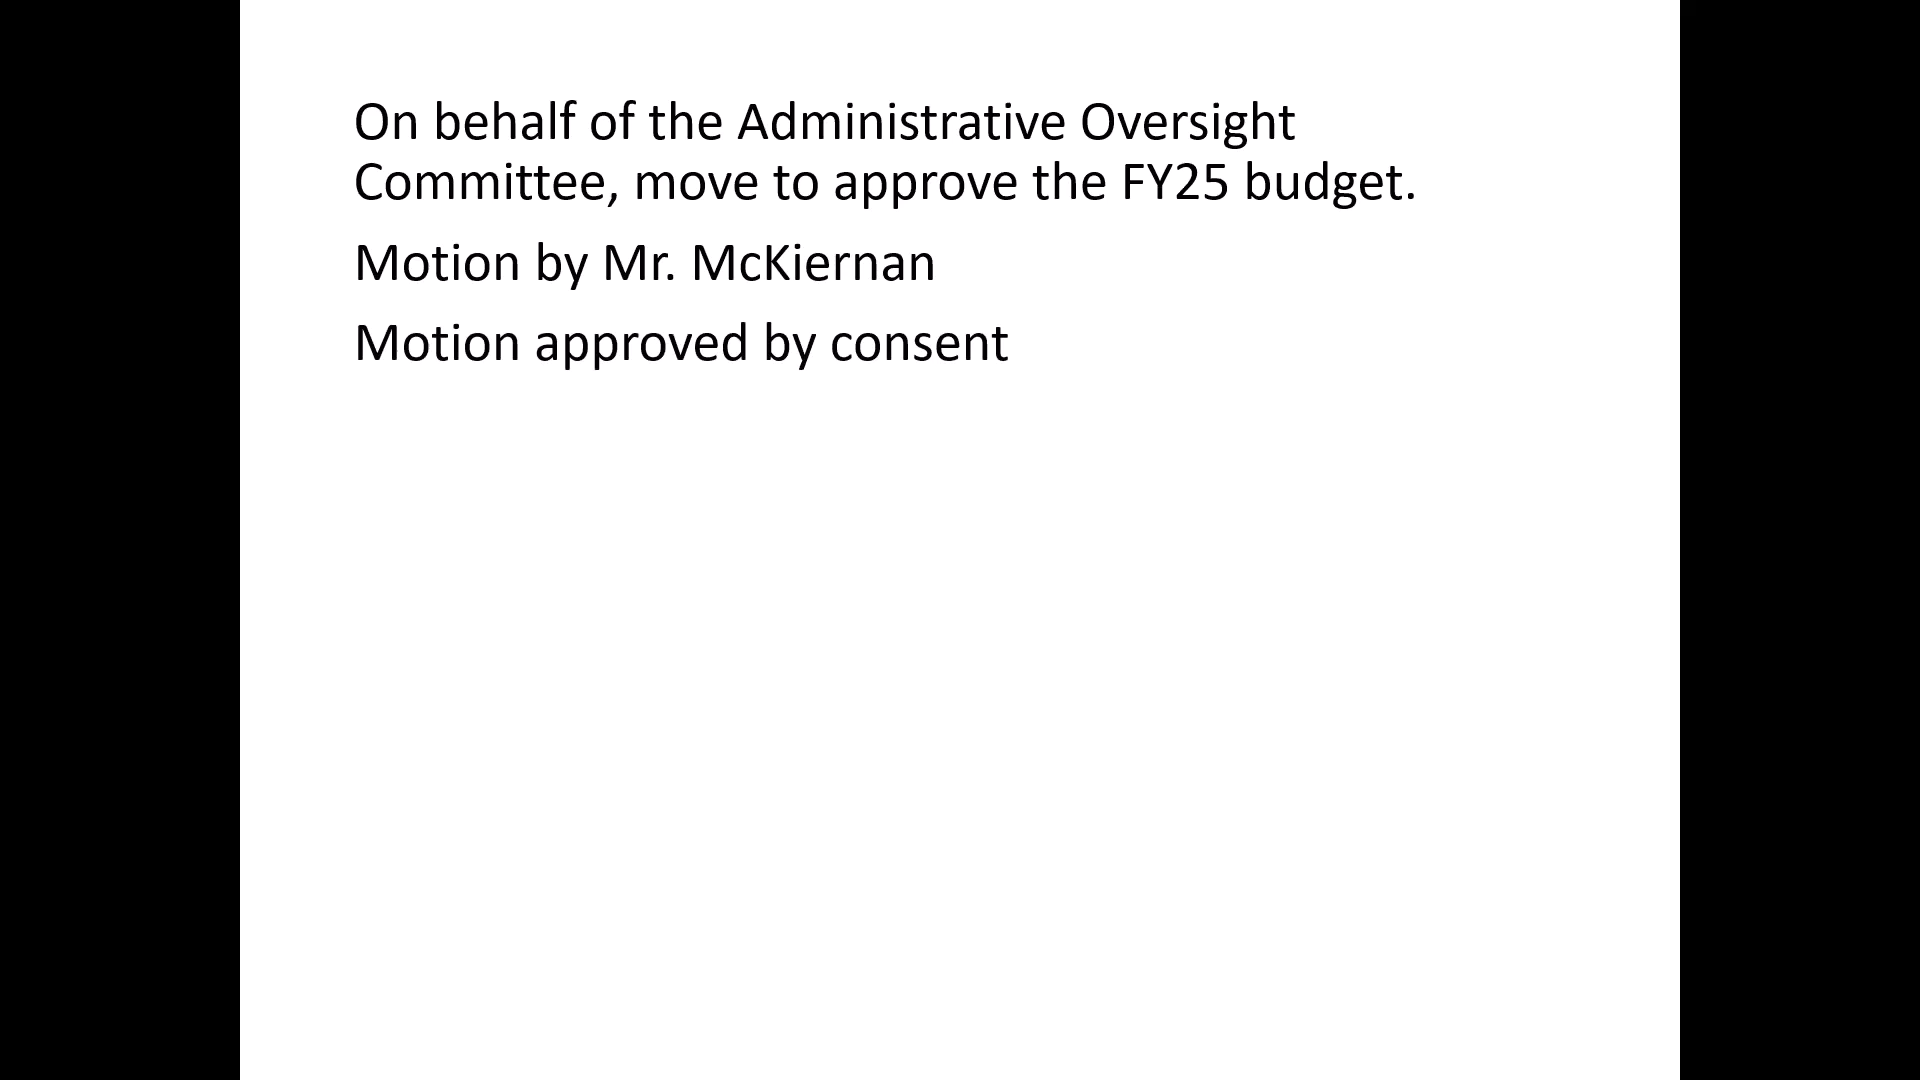 On behalf of the Administrative Oversight
Committee, move to approve the FY25 budget.
Motion by Mr. McKiernan
Motion approved by consent